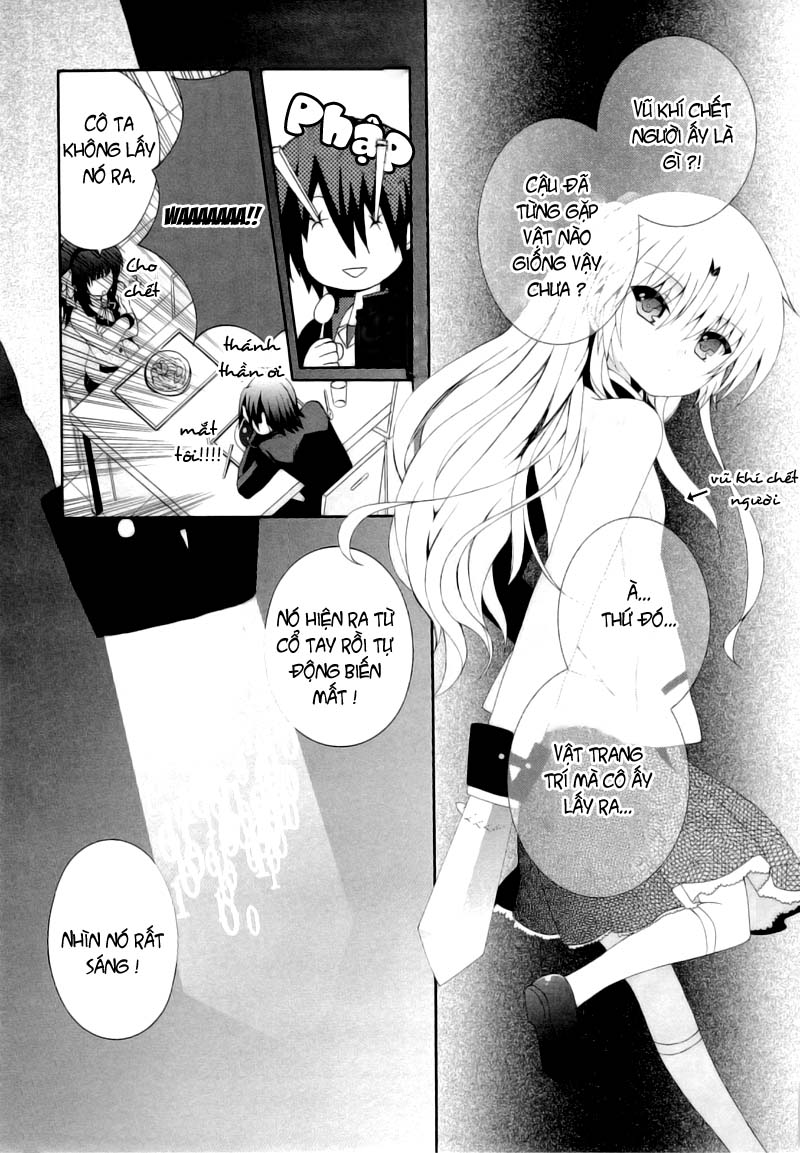 VŨ KHÍ CHẾT
NGƯỜI ẤY LÀ
GÌ ?!
CẬU ĐÃ
TỪNG GẶP
VẬT NÀO
GIỐNG VẬY
CHƯA ?
vũ khí chết
người
À...
THỨ ĐÓ...
VẬT TRANG
TRÍ MÀ CÔ ẤY
LẤY RA...
Phập
WAAAAAAA!!
CÔ TA
KHÔNG LẤY
NÓ RA.
Cho
chết
thánh
thần ơi
mắt
tôi!!!!
NÓ HIỆN RA TỪ
CỔ TAY RỒI TỰ
ĐỘNG BIẾN
MẤT !
NHÌN NÓ RẤT
SÁNG !